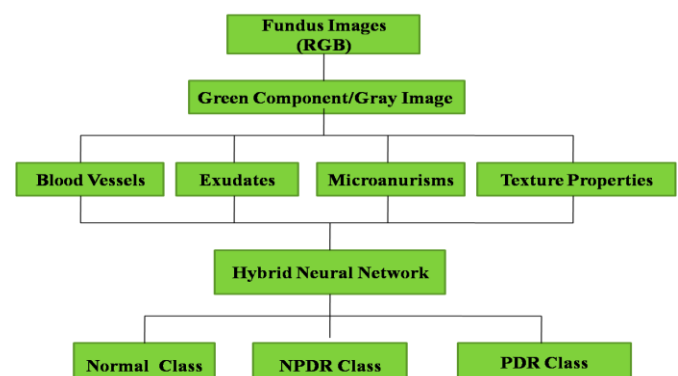 Fundus Images
(RGB)
Green Component/Gray Image
Blood Vessels
Exudates
Microanurisms
Texture Properties
Hybrid Neural Network
Normal Class
NPDR Class
PDR Class